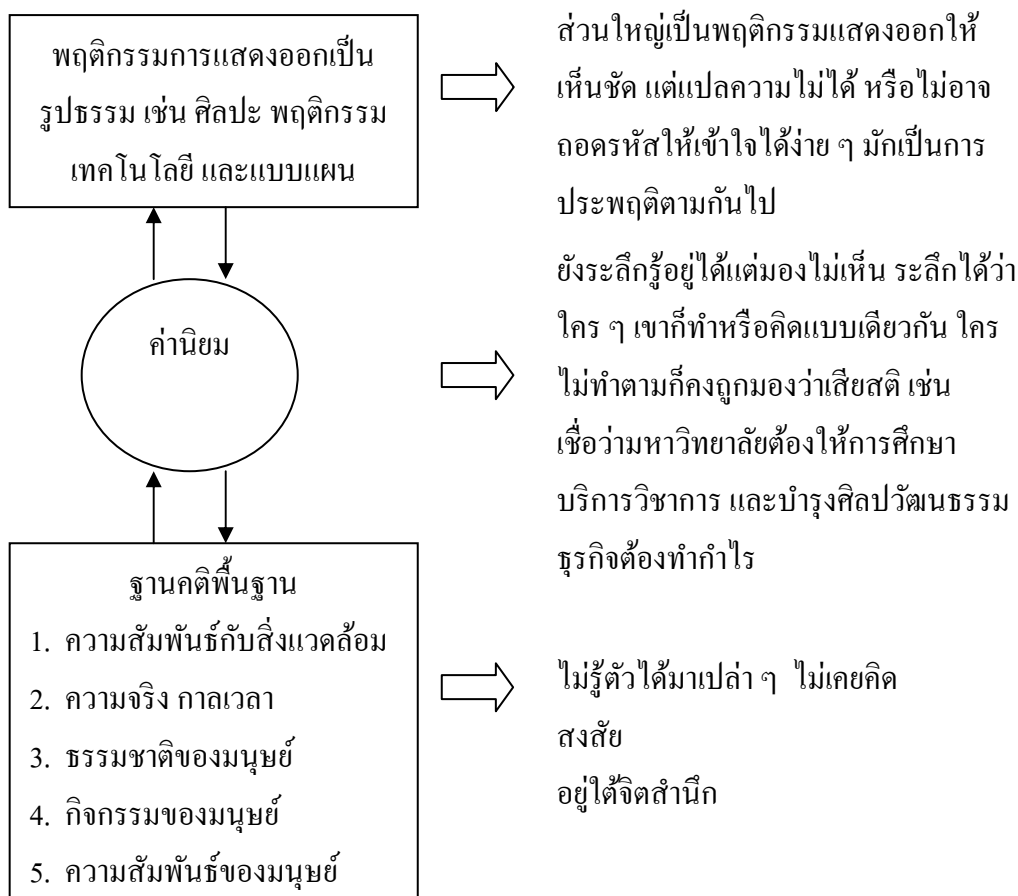 พฤติกรรมการแสดงออกเป็น
รูปธรรม เช่น ศิลปะ พฤติกรรม
เทคโนโลยี และแบบแผน
ส่วนใหญ่เป็นพฤติกรรมแสดงออกให้
เห็นชัด แต่แปลความไม่ได้ หรือไม่อาจ
ถอดรหัสให้เข้าใจได้ง่าย ๆ มักเป็นการ
ประพฤติตามกันไป
ค่านิยม
ยังระลึกรู้อยู่ได้แต่มองไม่เห็น ระลึกได้ว่า
ใคร ๆ เขาก็ทำหรือคิดแบบเดียวกัน ใคร
ไม่ทำตามก็คงถูกมองว่าเสียสติ เช่น
เชื่อว่ามหาวิทยาลัยต้องให้การศึกษา
บริการวิชาการ และบำรุงศิลปวัฒนธรรม
ธุรกิจต้องทำกำไร
ฐานคติพื้นฐาน
1. ความสัมพันธ์กับสิ่งแวดล้อม
2. ความจริง กาลเวลา
3. ธรรมชาติของมนุษย์
4. กิจกรรมของมนุษย์
5. ความสัมพันธ์ของมนุษย์
ไม่รู้ตัวได้มาเปล่า ๆ ไม่เคยคิด
สงสัย
อยู่ใต้จิตสำนึก